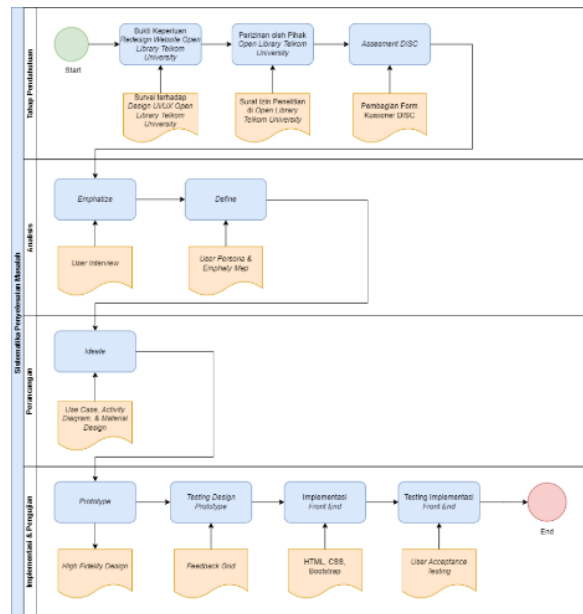 Sistematika Penyelesaian Masalah
Tahap Pendahuluan
Start
Bukti Keperluan
Redesign Website Open
Library Telkom
University
Perizinan oleh Pihak
Open Library Telkom
University
Assesment DISC
Survei terhadap
Design UI/UX Open
Library Telkom
University
Surat Izin Penelitian
di Open Library
Telkom University
Pembagian Form
Kuesioner DISC
Analisis
Emphatize
Define
User Interview
User Persona &
Emphety Map
Perancangan
Ideate
Use Case, Activity
Diagram, & Material
Design
Implementasi & Pengujian
Prototype
Testing Design
Prototype
Implementasi
Front End
Testing Implementasi
Front End
End
High Fidelity Design
Feedback Grid
HTML, CSS,
Bootstrap
User Acceptance
Testing